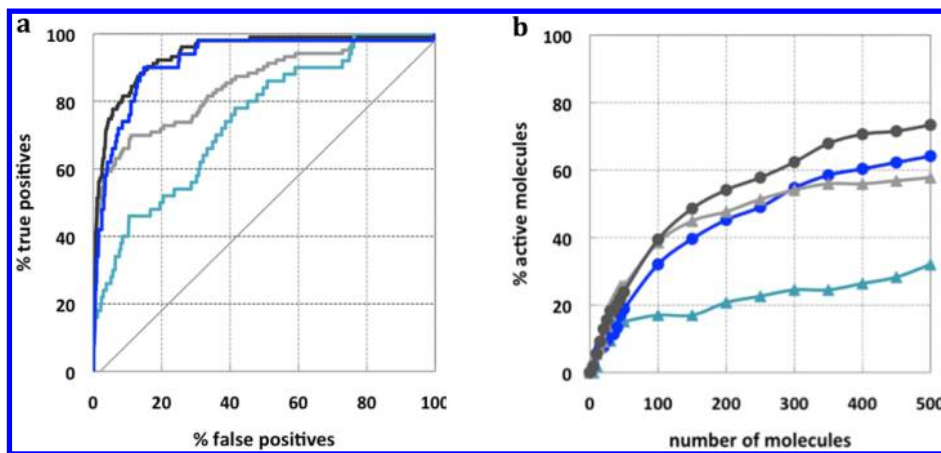 a
% true positives
100
80
60
40
20
0
0 20 40 60 80 100
% false positives
b
% active molecules
100
80
60
40
20
0
0 100 200 300 400 500
number of molecules